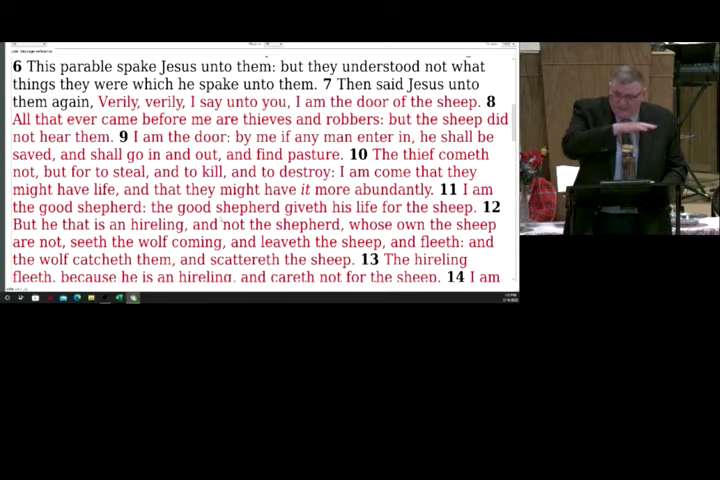 6 This parable spake Jesus unto them: but they understood not what
things they were which he spake unto them. 7 Then said Jesus unto
them again, Verily, verily, I say unto you, I am the door of the sheep. 8
All that ever came before me are thieves and robbers: but the sheep did
not hear them. 9 I am the door: by me if any man enter in, he shall be
saved, and shall go in and out, and find pasture. 10 The thief cometh
not, but for to steal, and to kill, and to destroy: I am come that they
might have life, and that they might have it more abundantly. 11 I am
the good shepherd: the good shepherd giveth his life for the sheep. 12
But he that is an hireling, and not the shepherd, whose own the sheep
are not, seeth the wolf coming, and leaveth the sheep, and fleeth: and
the wolf catcheth them, and scattereth the sheep. 13 The hireling
fleeth, because he is an hireling, and careth not for the sheep. 14 I am